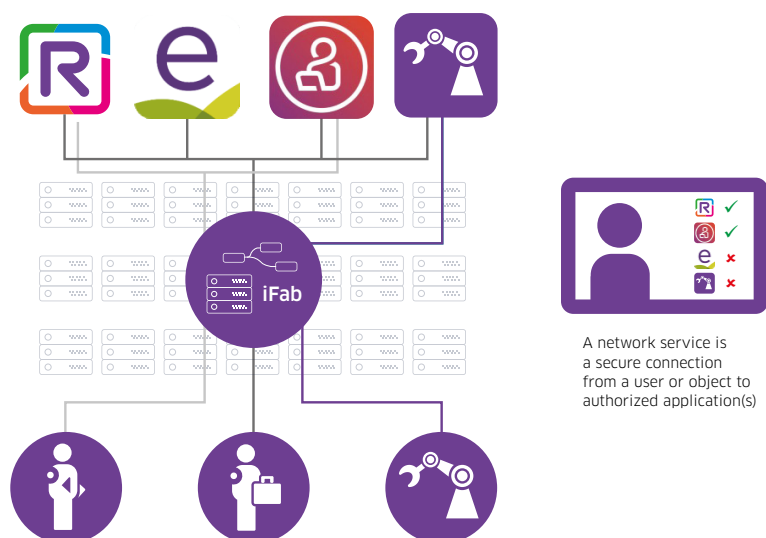 R
e
iFab
R
e
A network service is
a secure connection
from a user or object to
authorized application(s)